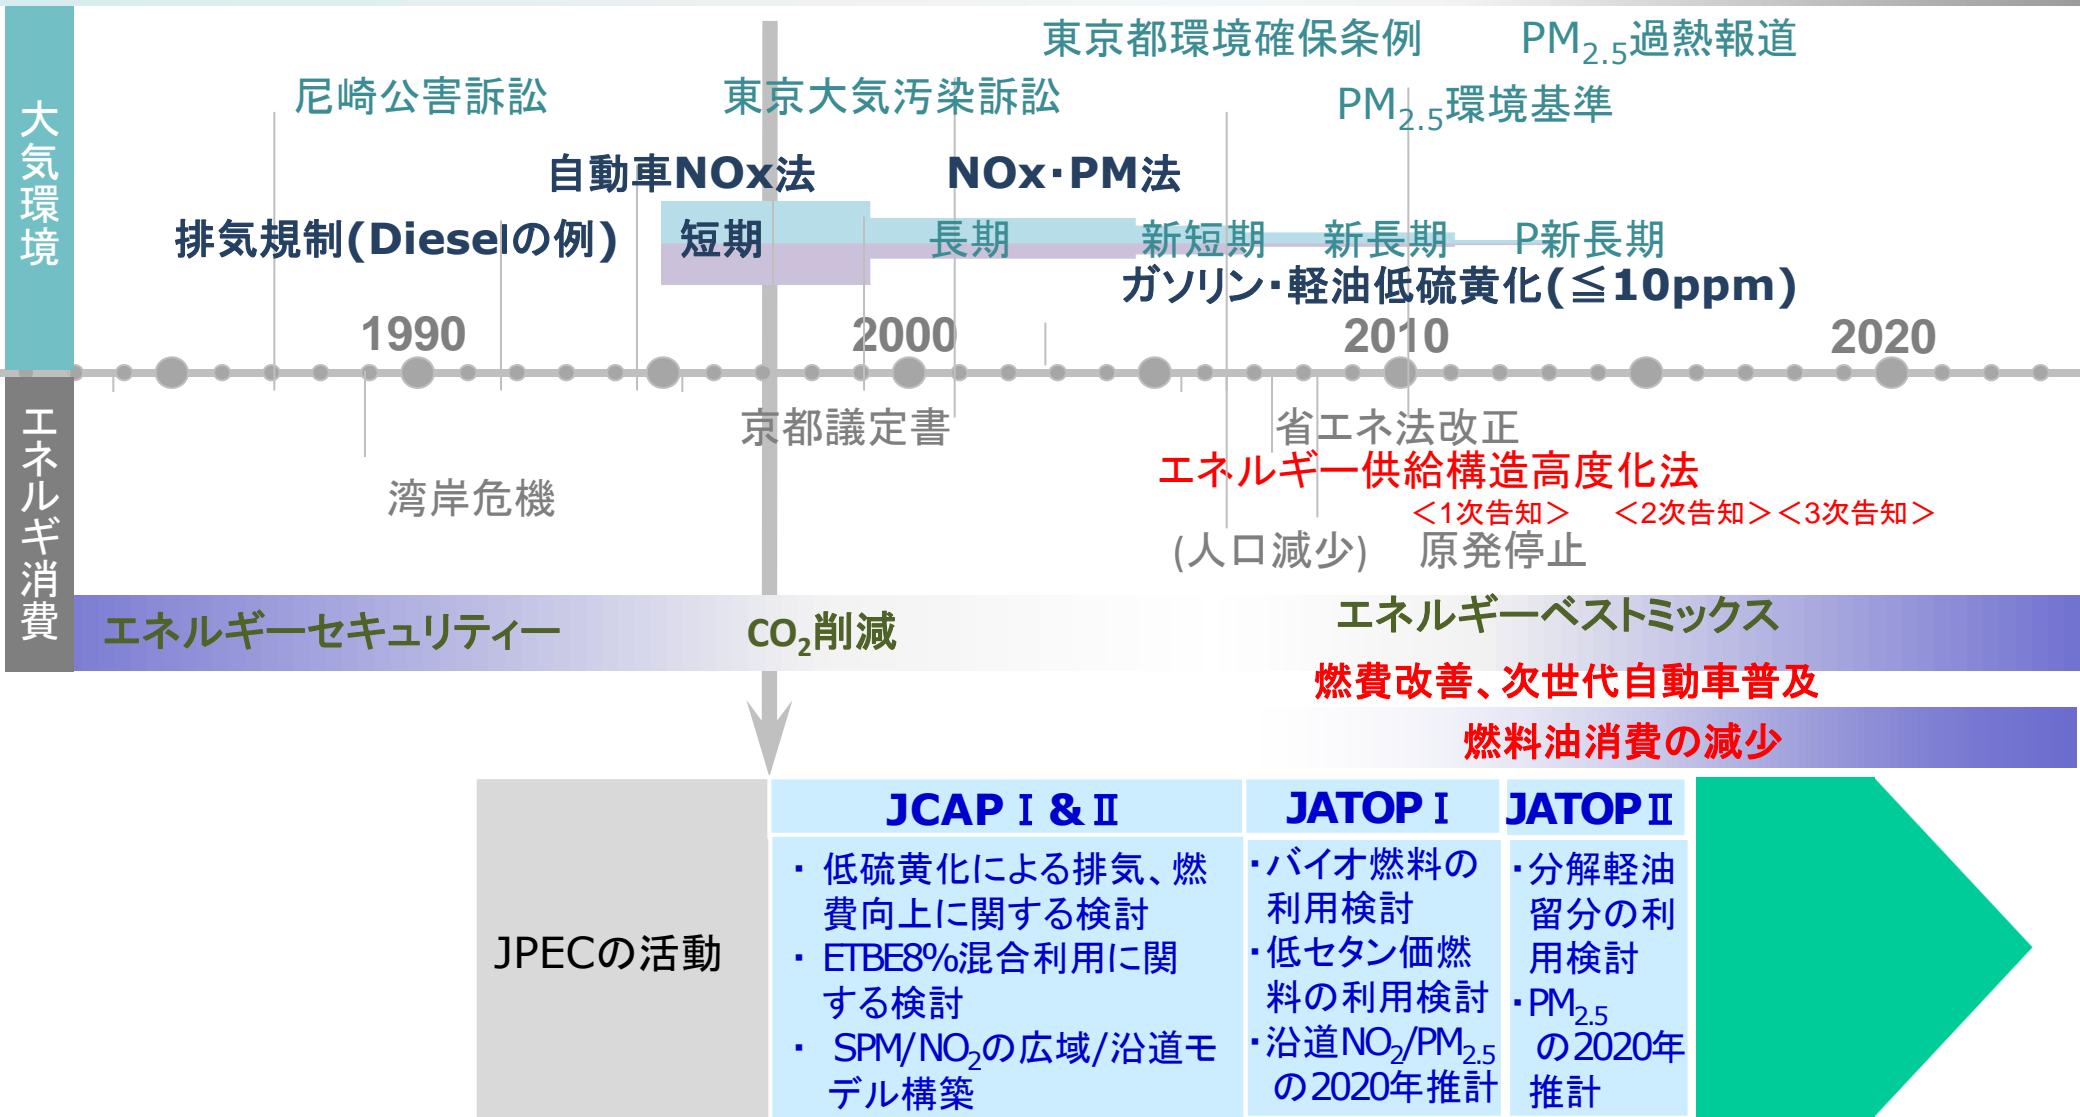 大気環境
東京都環境確保条例
PM2.5過熱報道
尼崎公害訴訟
東京大気汚染訴訟
PM2.5環境基準
自動車NOx法
NOx・PM法
排気規制(Dieselの例)
短期
長期
新短期
新長期
P新長期
ガソリン・軽油低硫黄化(≦10ppm)
1990
2000
2010
2020
エネルギ消費
京都議定書
省エネ法改正
エネルギー供給構造高度化法
湾岸危機
＜1次告知＞
＜2次告知＞
＜3次告知＞
(人口減少)
原発停止
エネルギーセキュリティー
CO2削減
エネルギーベストミックス
燃費改善、次世代自動車普及
燃料油消費の減少
JPECの活動
JCAPⅠ&Ⅱ
・ 低硫黄化による排気、燃
費向上に関する検討
・ ETBE8%混合利用に関
する検討
・ SPM/NO2の広域/沿道モ
デル構築
JATOPⅠ
・バイオ燃料の
利用検討
・低セタン価燃
料の利用検討
・沿道NO2/PM2.5
の2020年推計
JATOPⅡ
・分解軽油
留分の利
用検討
・PM2.5
の2020年
推計